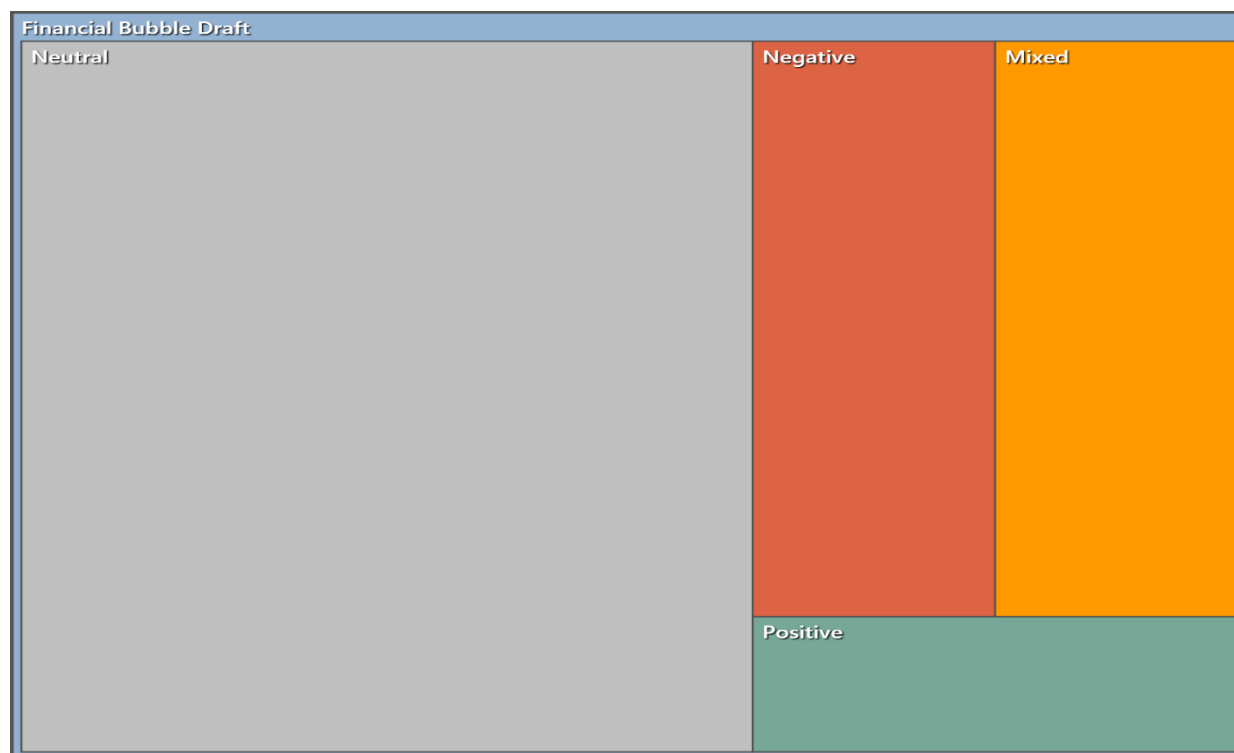 Financial Bubble Draft
Neutral
Negative
Mixed
Positive